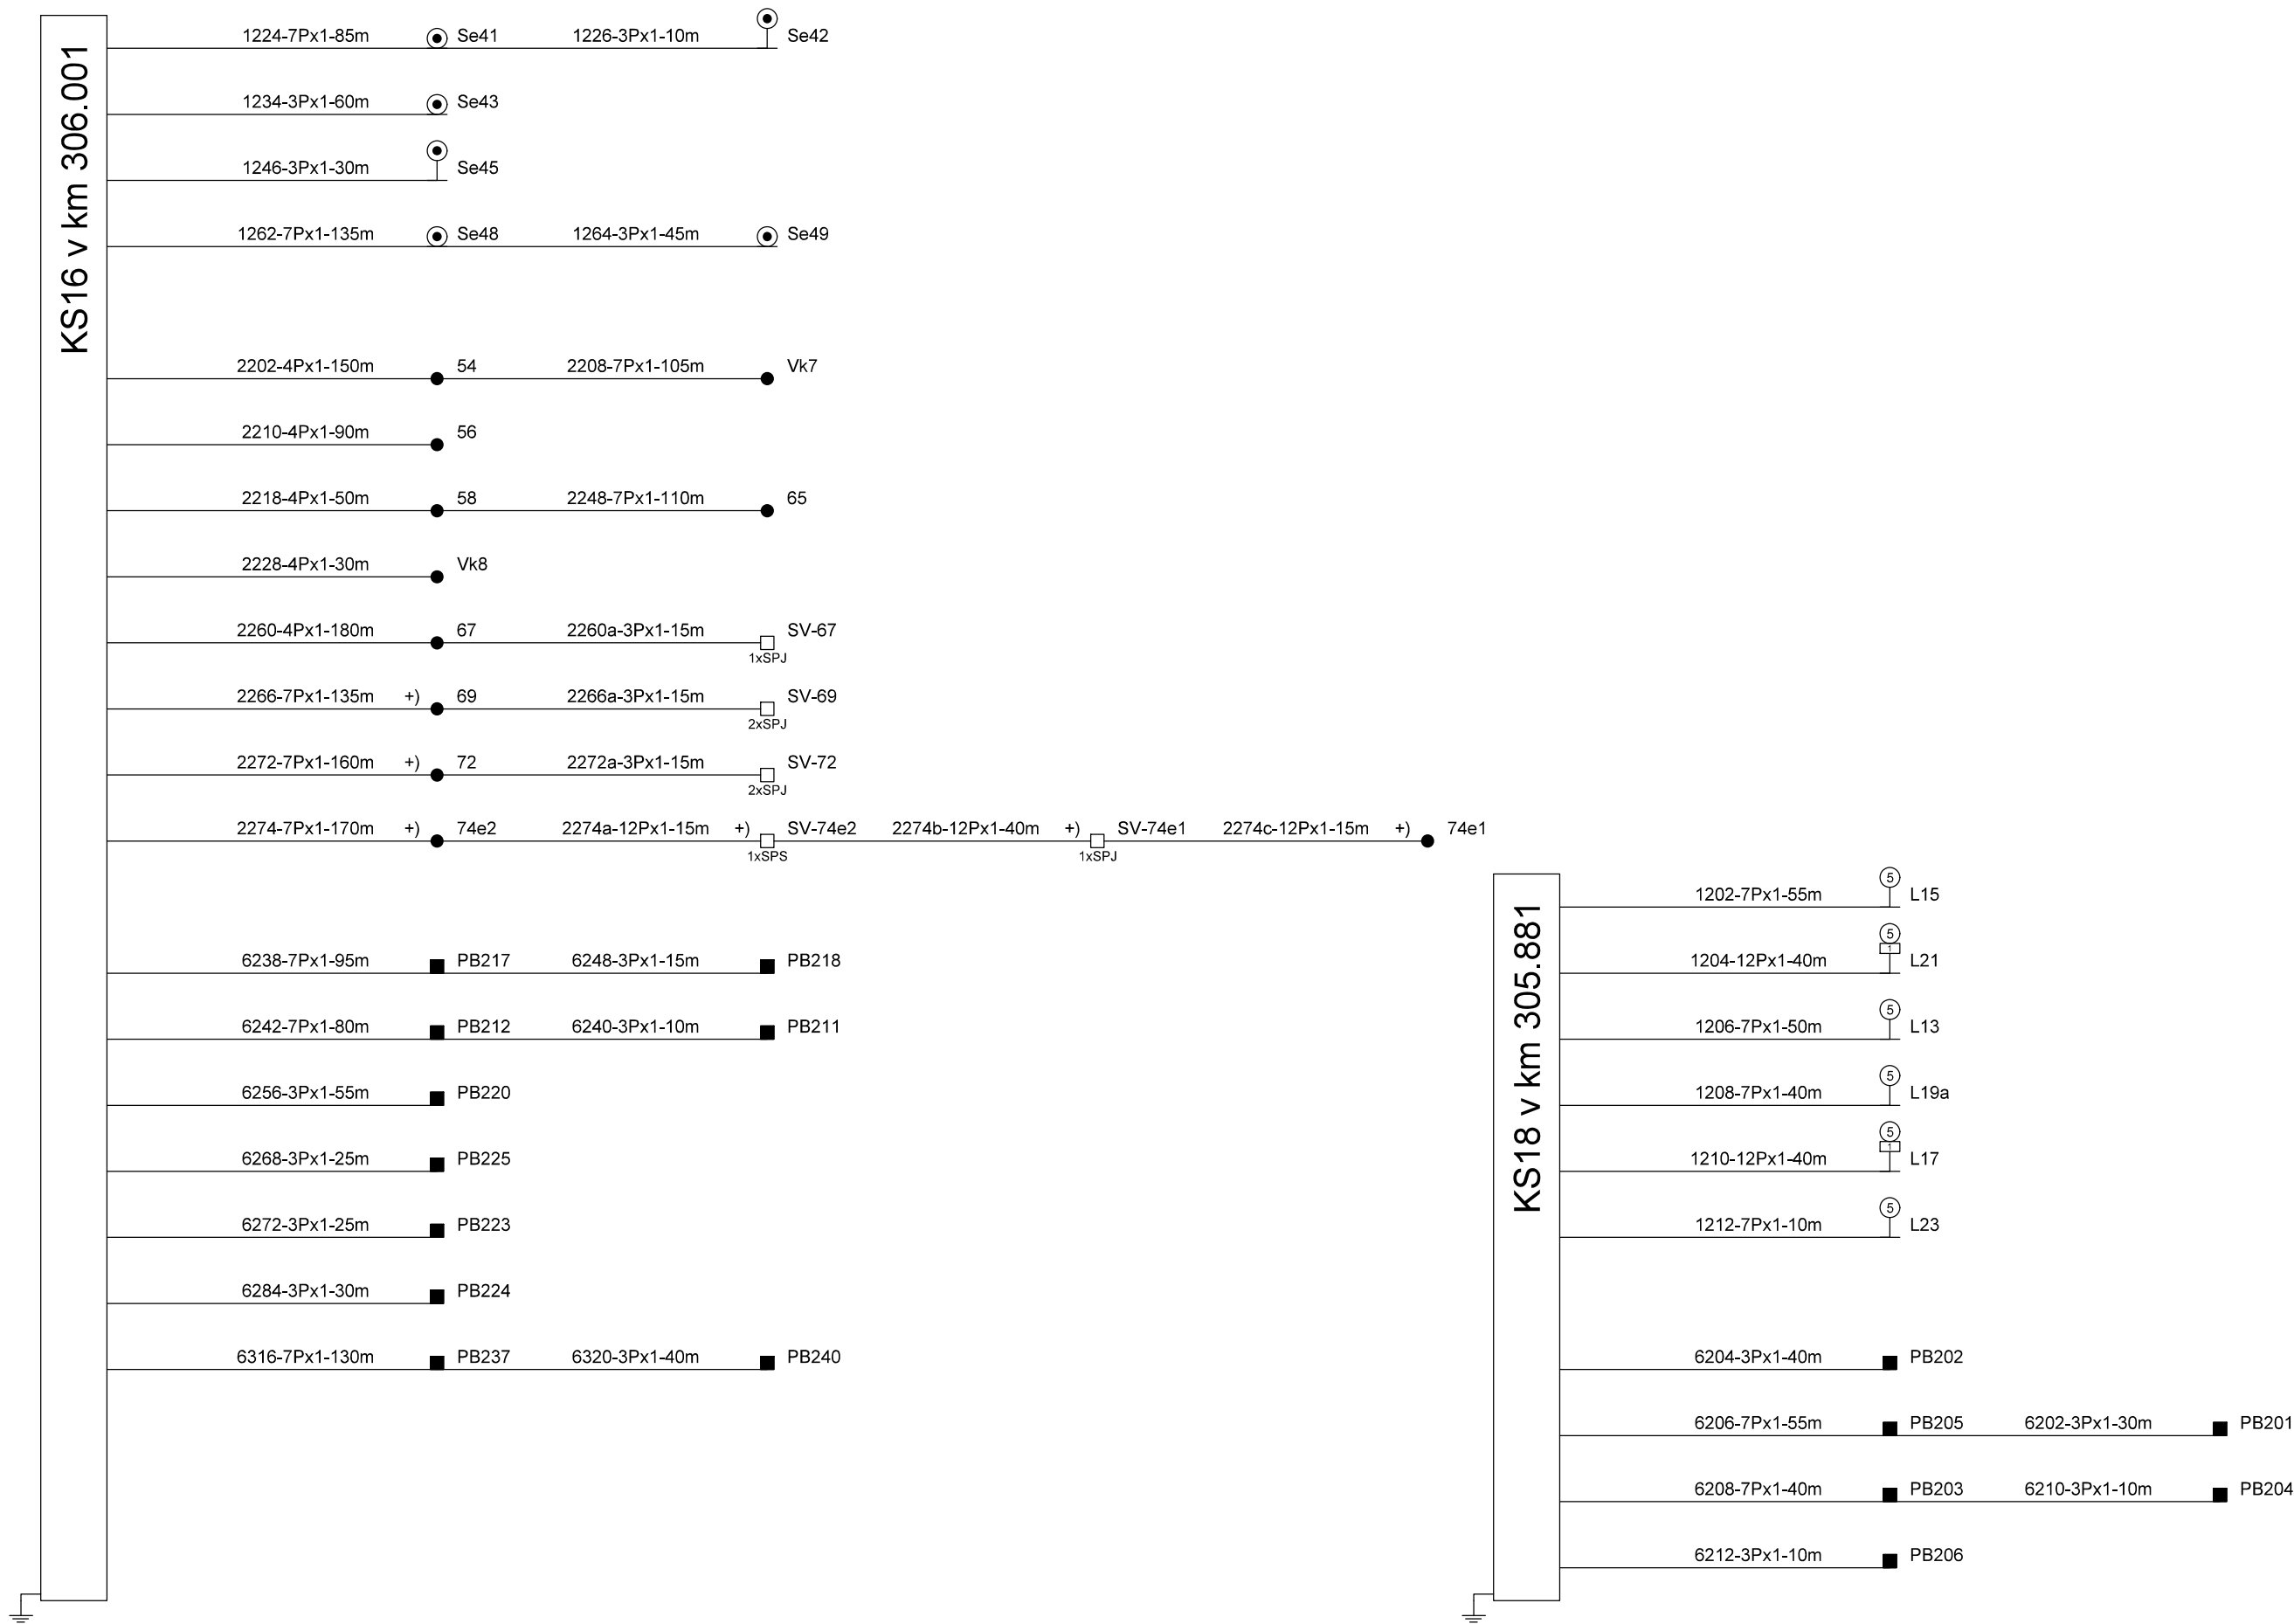 KS16 v km 306.001
1224-7Px1-85m Se41 1226-3Px1-10m Se42
1234-3Px1-60m Se43
1246-3Px1-30m Se45
1262-7Px1-135m Se48 1264-3Px1-45m Se49
2202-4Px1-150m 54 2208-7Px1-105m Vk7
2210-4Px1-90m 56
2218-4Px1-50m 58 2248-7Px1-110m 65
2228-4Px1-30m Vk8
2260-4Px1-180m 67 2260a-3Px1-15m SV-67
1xSPJ
2266-7Px1-135m +) 69 2266a-3Px1-15m SV-69
2xSPJ
2272-7Px1-160m +) 72 2272a-3Px1-15m SV-72
2xSPJ
2274-7Px1-170m +) 74e2 2274a-12Px1-15m +) SV-74e2 2274b-12Px1-40m +) SV-74e1 2274c-12Px1-15m +) 74e1
1xSPS 1xSPJ
6238-7Px1-95m PB217 6248-3Px1-15m PB218
6242-7Px1-80m PB212 6240-3Px1-10m PB211
6256-3Px1-55m PB220
6268-3Px1-25m PB225
6272-3Px1-25m PB223
6284-3Px1-30m PB224
6316-7Px1-130m PB237 6320-3Px1-40m PB240
KS18 v km 305.881
5
1202-7Px1-55m L15
5
1
1204-12Px1-40m L21
5
1206-7Px1-50m L13
5
1208-7Px1-40m L19a
5
1
1210-12Px1-40m L17
5
1212-7Px1-10m L23
6204-3Px1-40m PB202
6206-7Px1-55m PB205 6202-3Px1-30m PB201
6208-7Px1-40m PB203 6210-3Px1-10m PB204
6212-3Px1-10m PB206